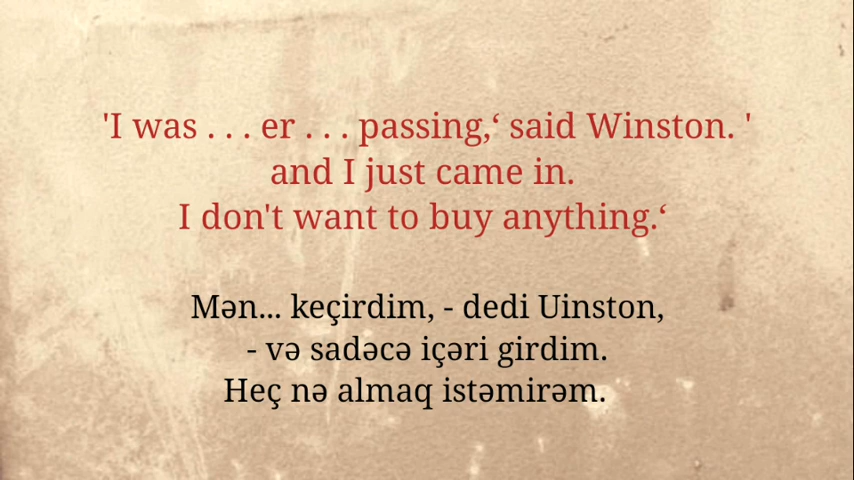 'I was . . . er . . . passing,‘ said Winston. '
and I just came in.
I don't want to buy anything.‘
Mən... keçirdim, - dedi Uinston,
- və sadəcə içəri girdim.
Heç nə almaq istəmirəm.